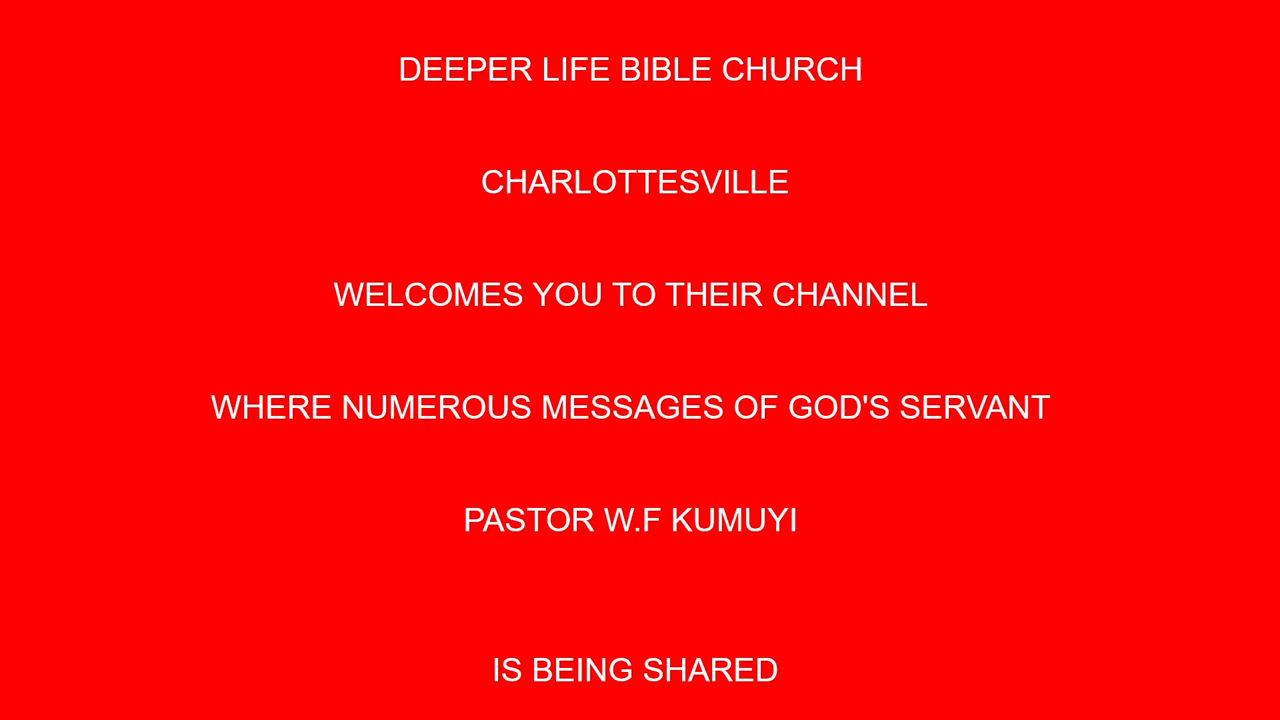 DEEPER LIFE BIBLE CHURCH
CHARLOTTESVILLE
WELCOMES YOU TO THEIR CHANNEL
WHERE NUMEROUS MESSAGES OF GOD'S SERVANT
PASTOR W.F KUMUYI
IS BEING SHARED